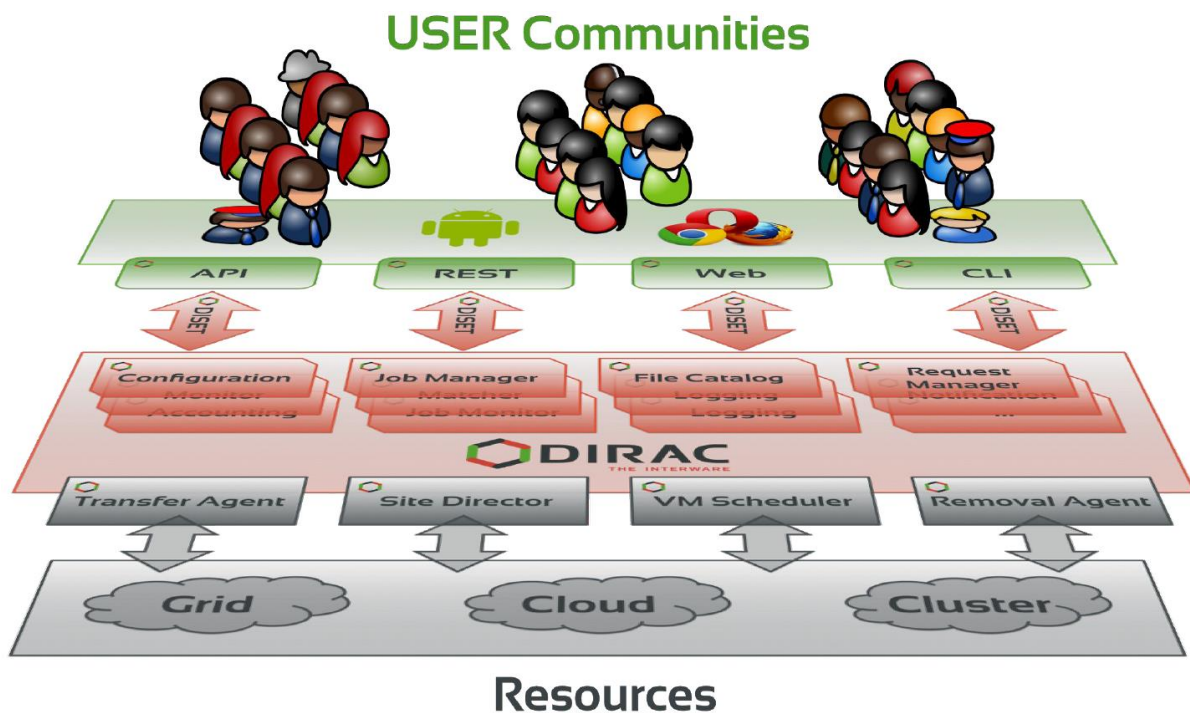 USER Communities
API
REST
Web
CLI
DISET
DISET
DISET
DISET
Configuration
Monitor
Accounting
Job Manager
Matcher
Job Monitor
File Catalog
Logging
Logging
Request
Manager
Notification
...
DIRAC
THE INTERWARE
Transfer Agent
Site Director
VM Scheduler
Removal Agent
Grid
Cloud
Cluster
Resources